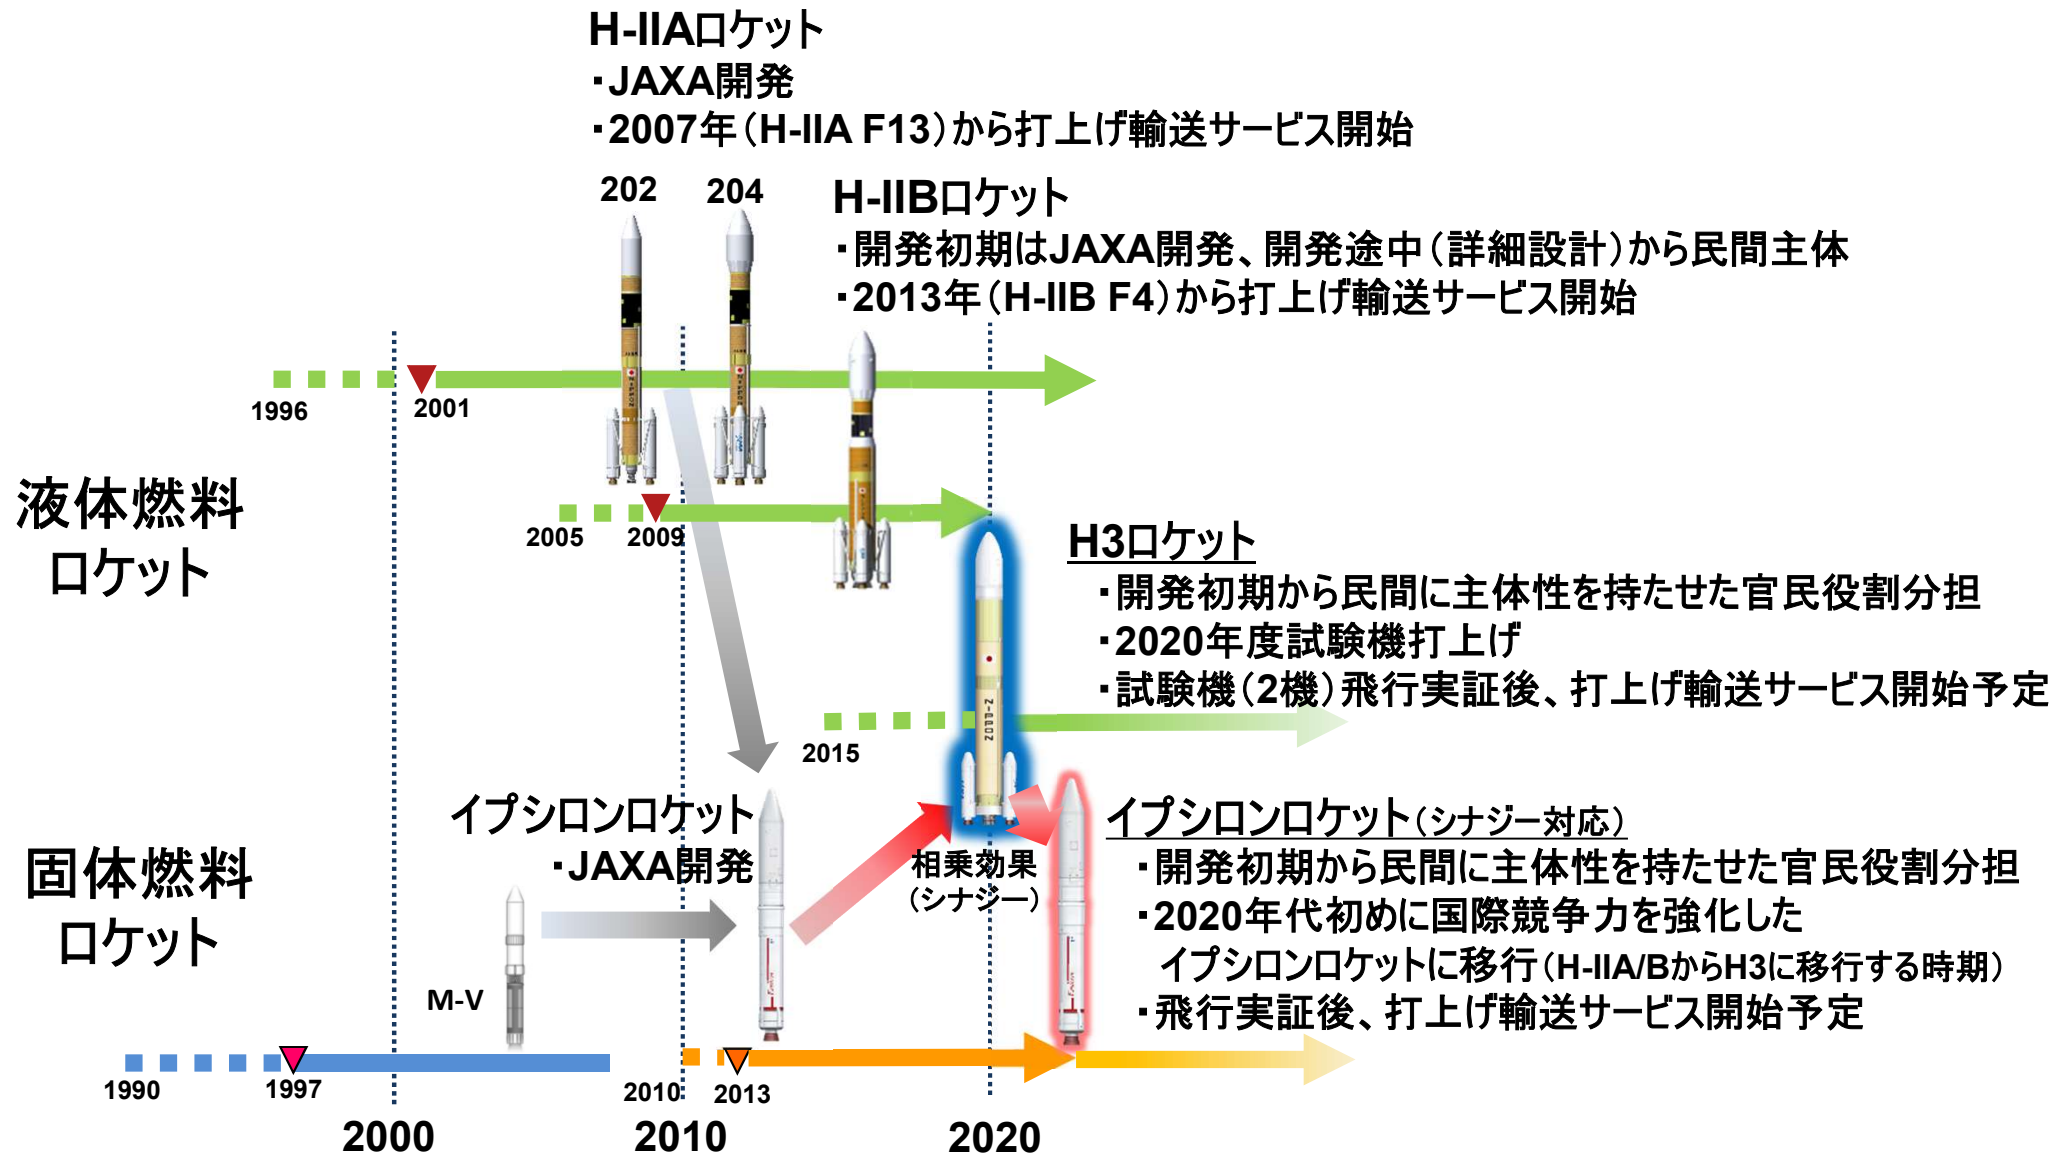 H-IIAロケット
・JAXA開発
・2007年（H-IIA F13）から打上げ輸送サービス開始
202
204
H-IIBロケット
・開発初期はJAXA開発、開発途中（詳細設計）から民間主体
・2013年（H-IIB F4）から打上げ輸送サービス開始
1996
2001
液体燃料
ロケット
2005
2009
H3ロケット
・開発初期から民間に主体性を持たせた官民役割分担
・2020年度試験機打上げ
・試験機（2機）飛行実証後、打上げ輸送サービス開始予定
NIPPON
2015
イプシロンロケット
・JAXA開発
相乗効果
（シナジー）
イプシロンロケット（シナジー対応）
・開発初期から民間に主体性を持たせた官民役割分担
・2020年代初めに国際競争力を強化した
イプシロンロケットに移行（H-IIA/BからH3に移行する時期）
・飛行実証後、打上げ輸送サービス開始予定
固体燃料
ロケット
M-V
1990
1997
2010
2013
2000
2010
2020